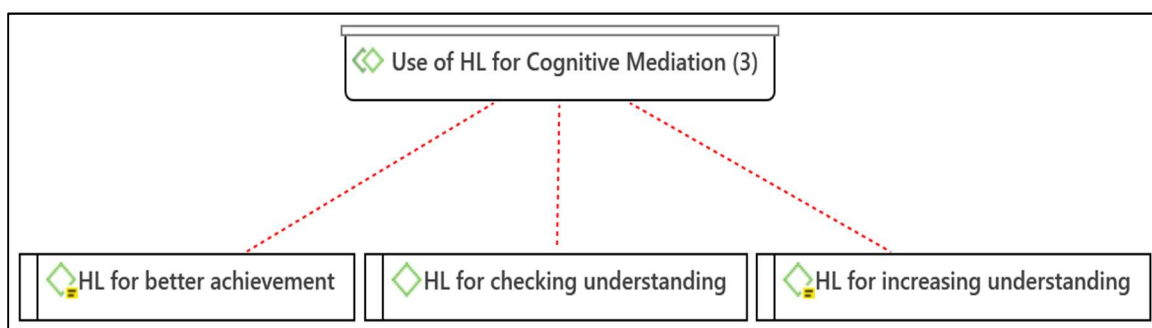 Use of HL for Cognitive Mediation (3)
HL for better achievement
HL for checking understanding
HL for increasing understanding